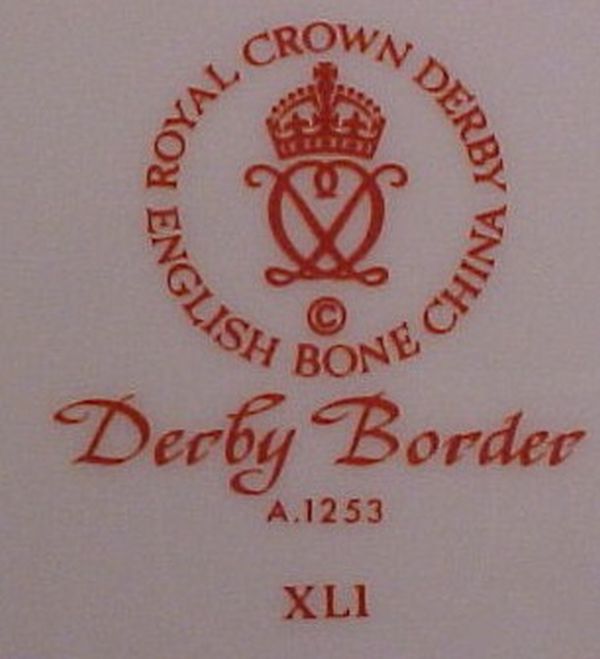 ROYAL CROWN DERBY
ENGLISH BONE CHINA
©
Derby Border
A.1253
XLI